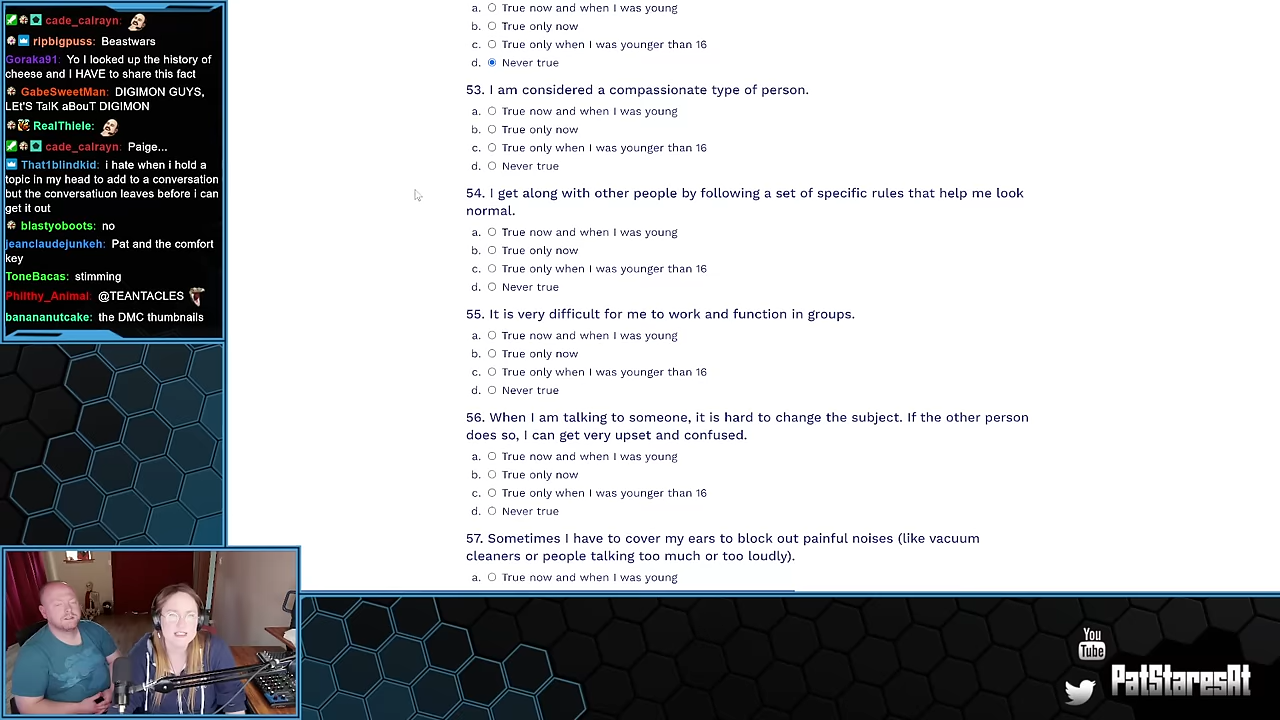 cade_calrayn:
ripbigpuss: Beastwars
Goraka91: Yo I looked up the history of
cheese and I HAVE to share this fact
GabeSweetMan: DIGIMON GUYS,
LEt'S TalK aBouT DIGIMON
RealThiele:
cade_calrayn: Paige...
That1blindkid: i hate when i hold a
topic in my head to add to a conversation
but the conversatiuon leaves before i can
get it out
blastyoboots: no
jeanclaudejunkeh: Pat and the comfort
key
ToneBacas: stimming
Philthy_Animal: @TEANTACLES
banananutcake: the DMC thumbnails
a. True now and when I was young
b. True only now
c. True only when I was younger than 16
d. Never true
53. I am considered a compassionate type of person.
a. True now and when I was young
b. True only now
c. True only when I was younger than 16
d. Never true
54. I get along with other people by following a set of specific rules that help me look
normal.
a. True now and when I was young
b. True only now
c. True only when I was younger than 16
d. Never true
55. It is very difficult for me to work and function in groups.
a. True now and when I was young
b. True only now
c. True only when I was younger than 16
d. Never true
56. When I am talking to someone, it is hard to change the subject. If the other person
does so, I can get very upset and confused.
a. True now and when I was young
b. True only now
c. True only when I was younger than 16
d. Never true
57. Sometimes I have to cover my ears to block out painful noises (like vacuum
cleaners or people talking too much or too loudly).
a. True now and when I was young
You
Tube
PatStaresAt